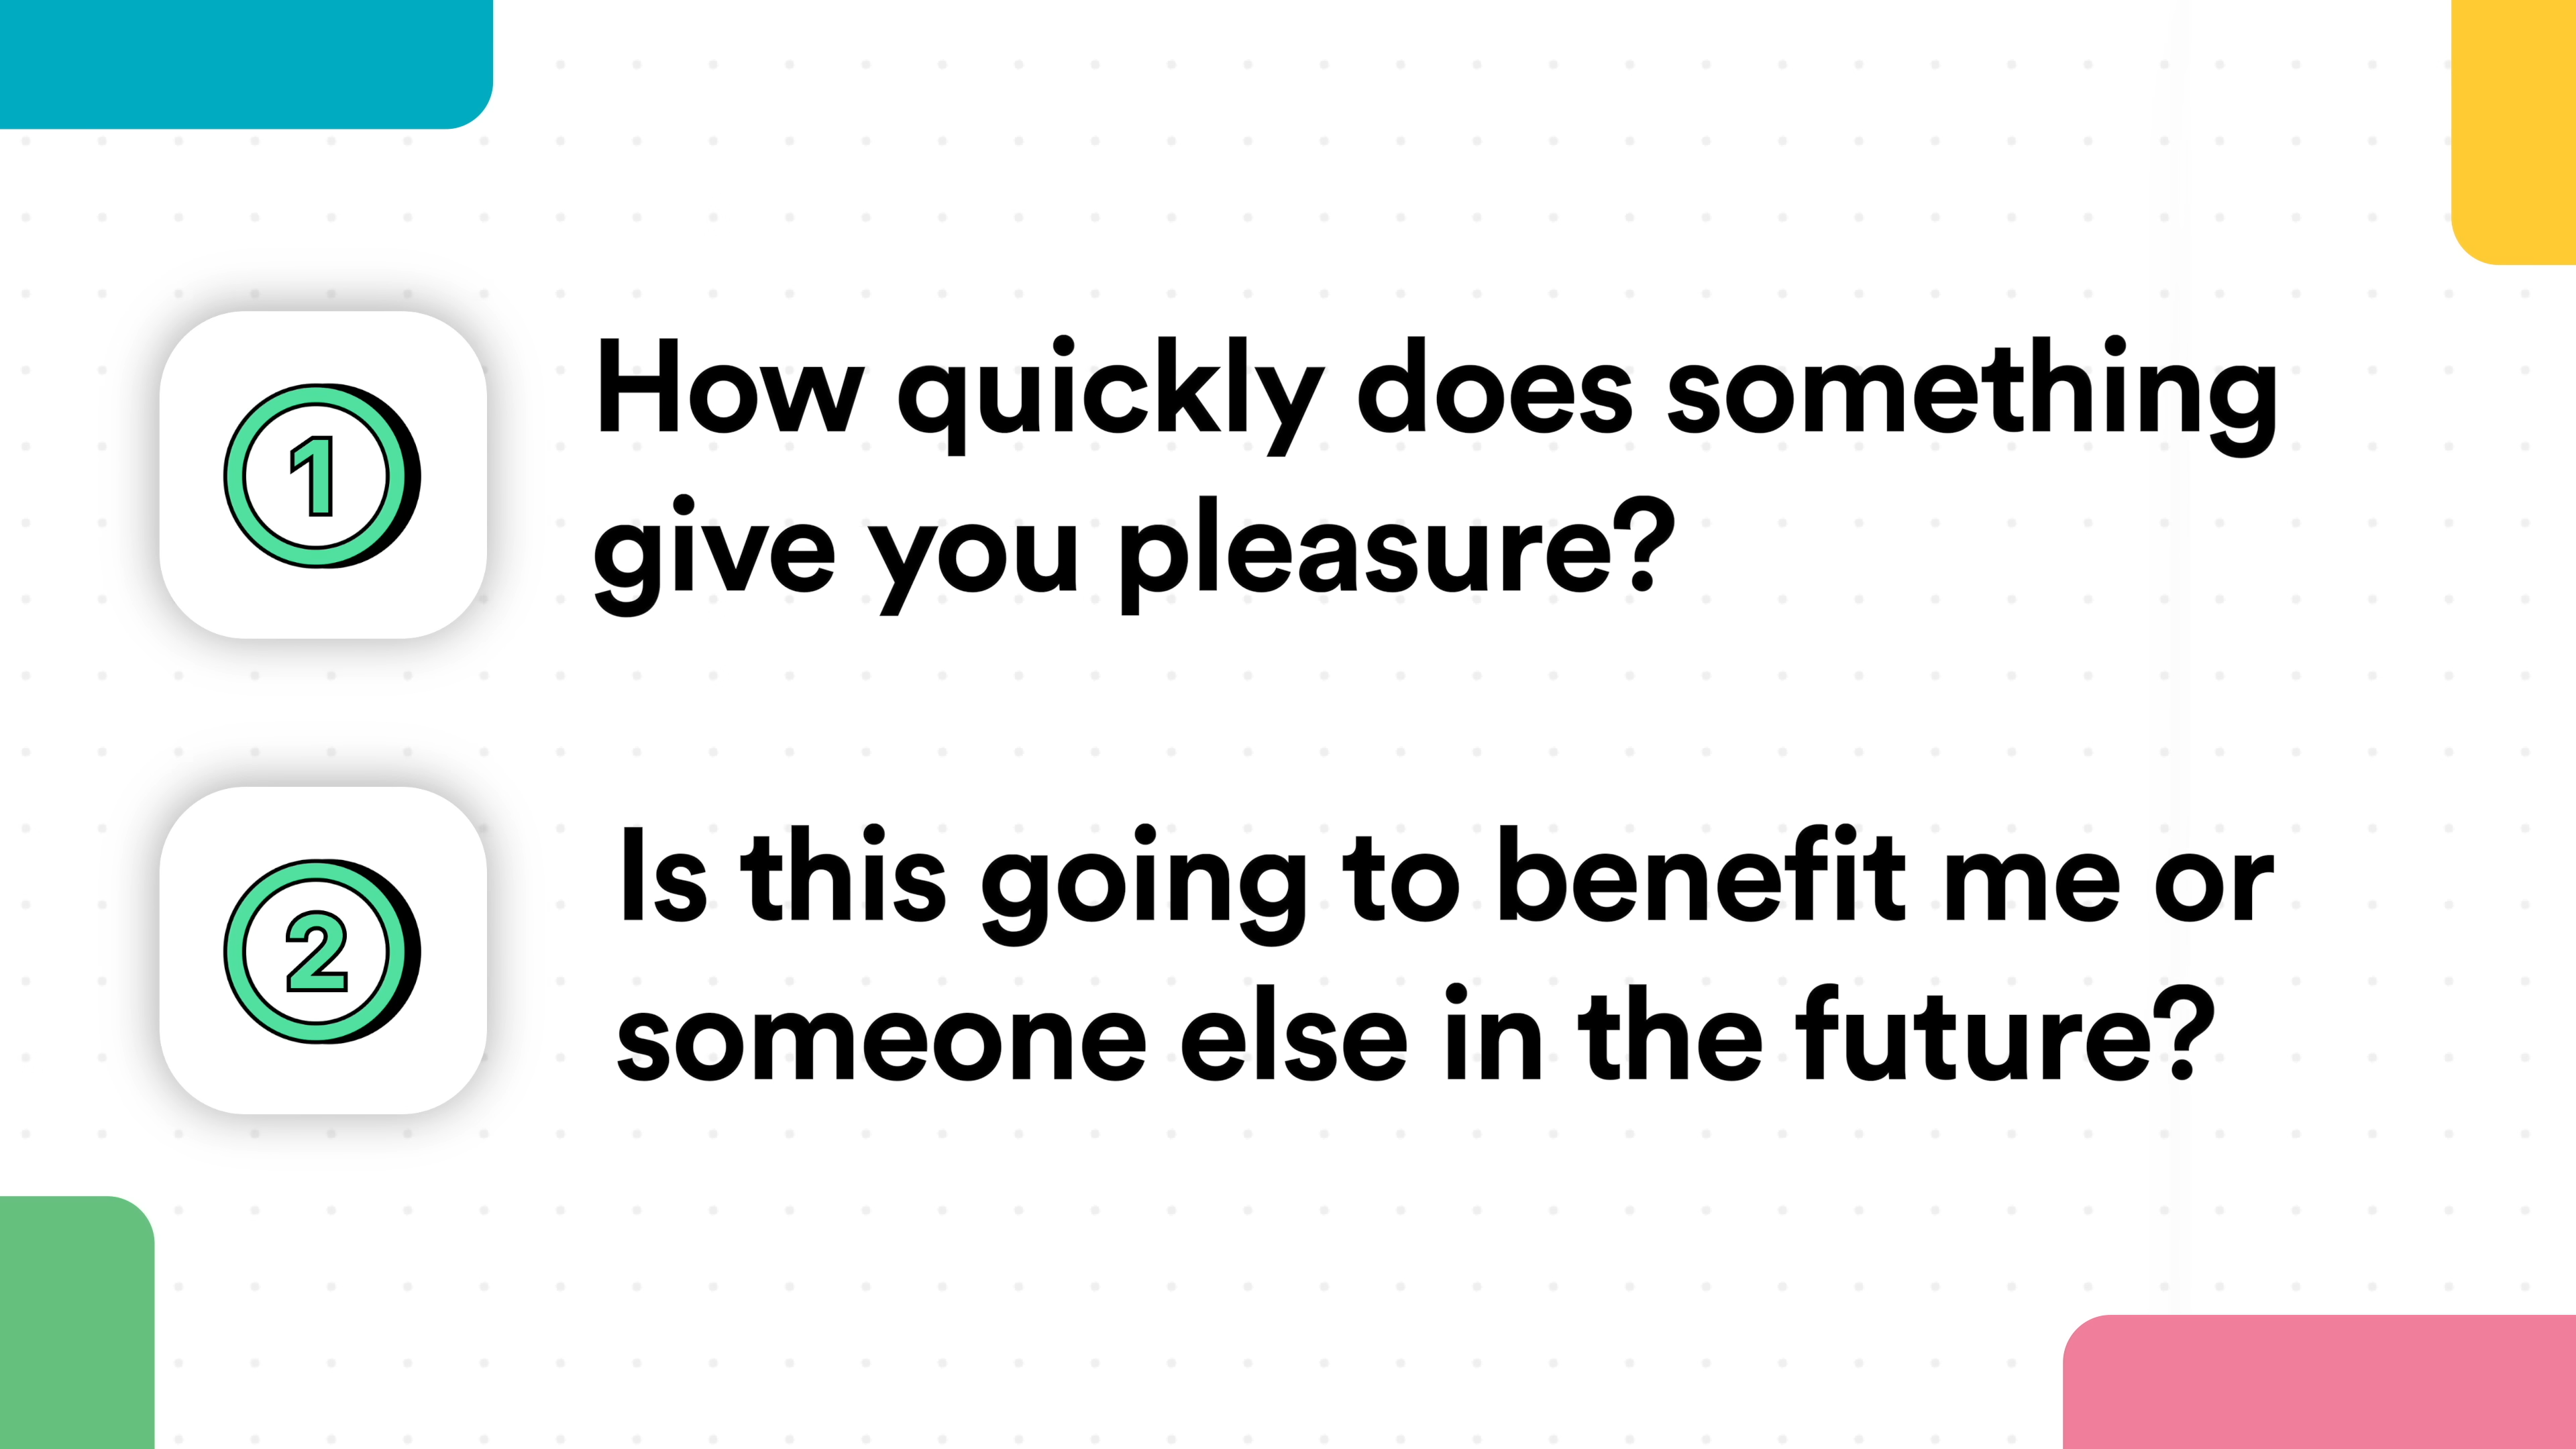 1
How quickly does something
give you pleasure?
2
Is this going to benefit me or
someone else in the future?